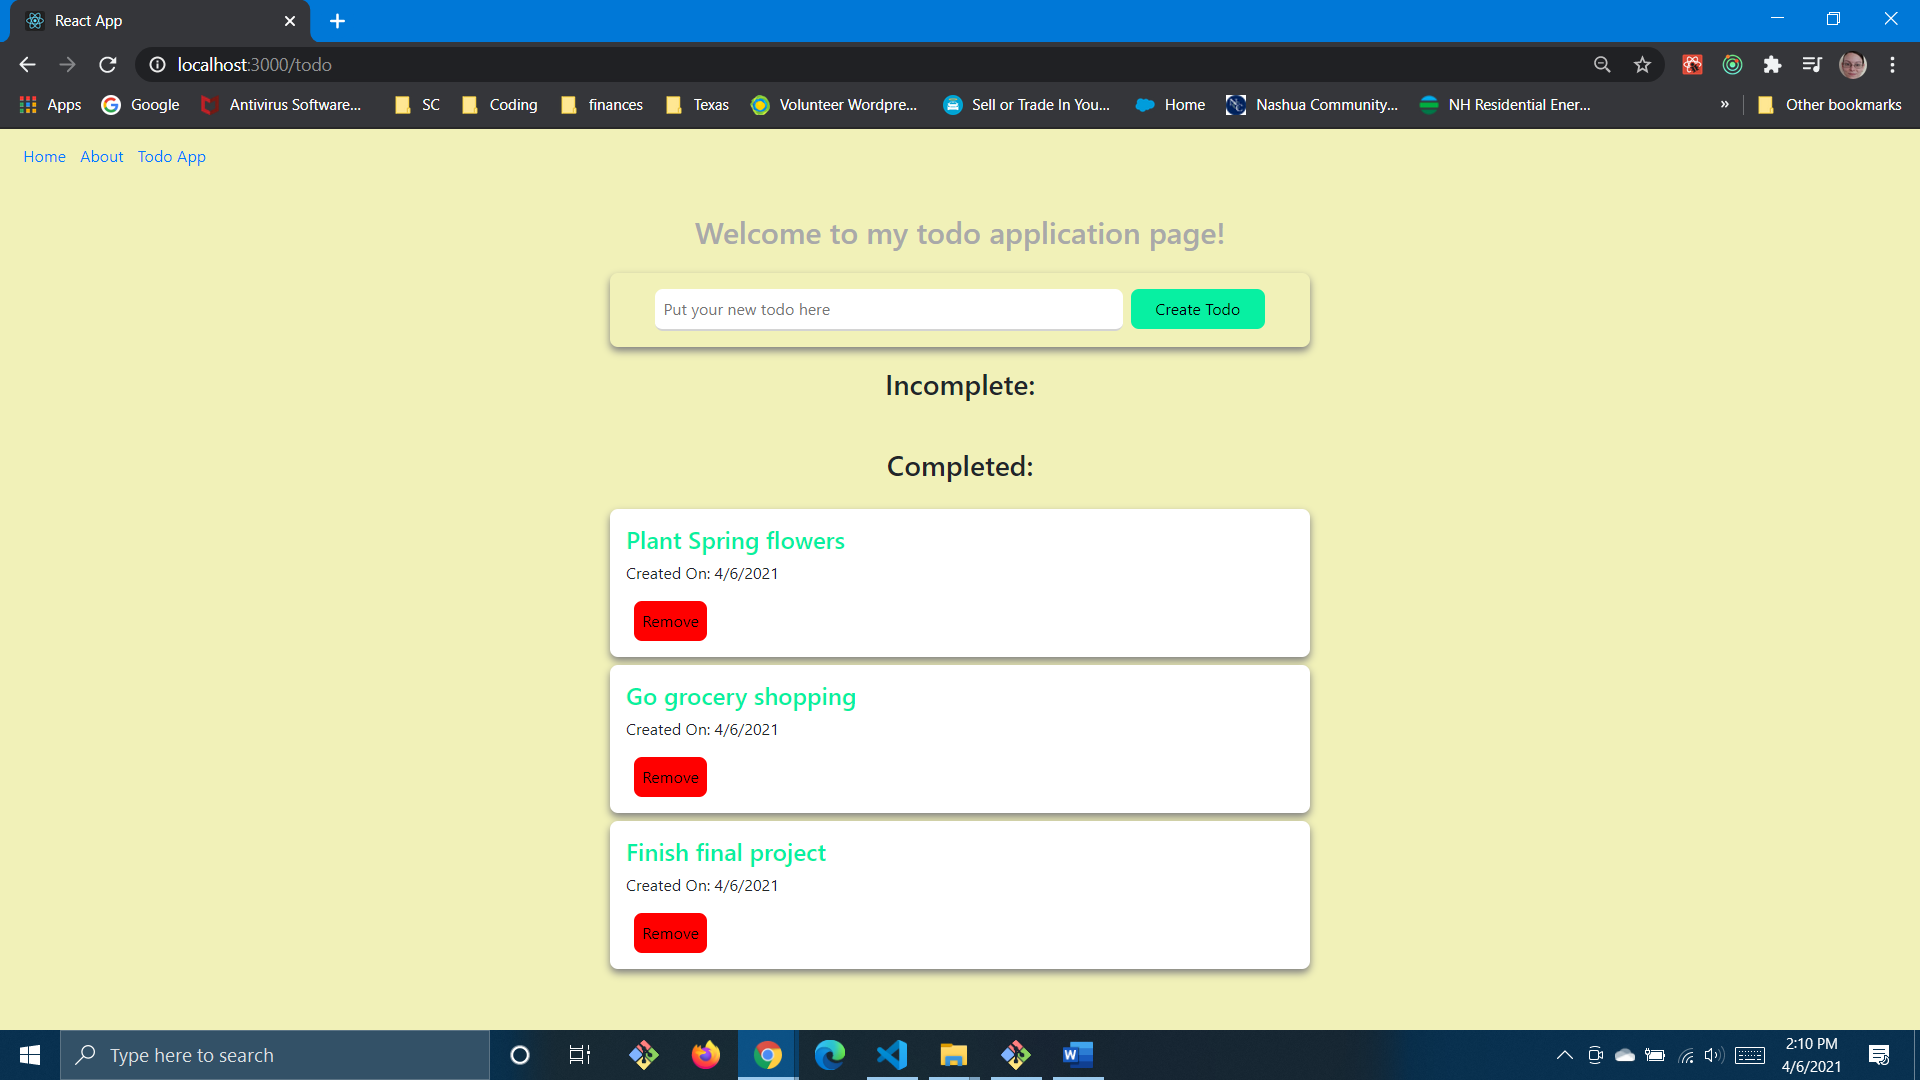 React App
localhost:3000/todo
Apps Google Antivirus Software... SC Coding finances Texas Volunteer Wordpre... Sell or Trade In You... Home Nashua Community... NH Residential Ener... » Other bookmarks
Home About Todo App
Welcome to my todo application page!
Put your new todo here Create Todo
Incomplete:
Completed:
Plant Spring flowers
Created On: 4/6/2021
Remove
Go grocery shopping
Created On: 4/6/2021
Remove
Finish final project
Created On: 4/6/2021
Remove
Type here to search
2:10 PM
4/6/2021